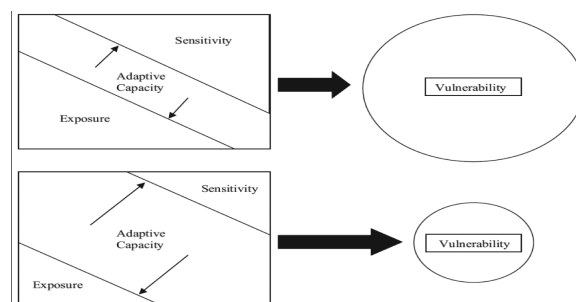 Sensitivity
Adaptive
Capacity
Exposure
Vulnerability
Sensitivity
Adaptive
Capacity
Exposure
Vulnerability